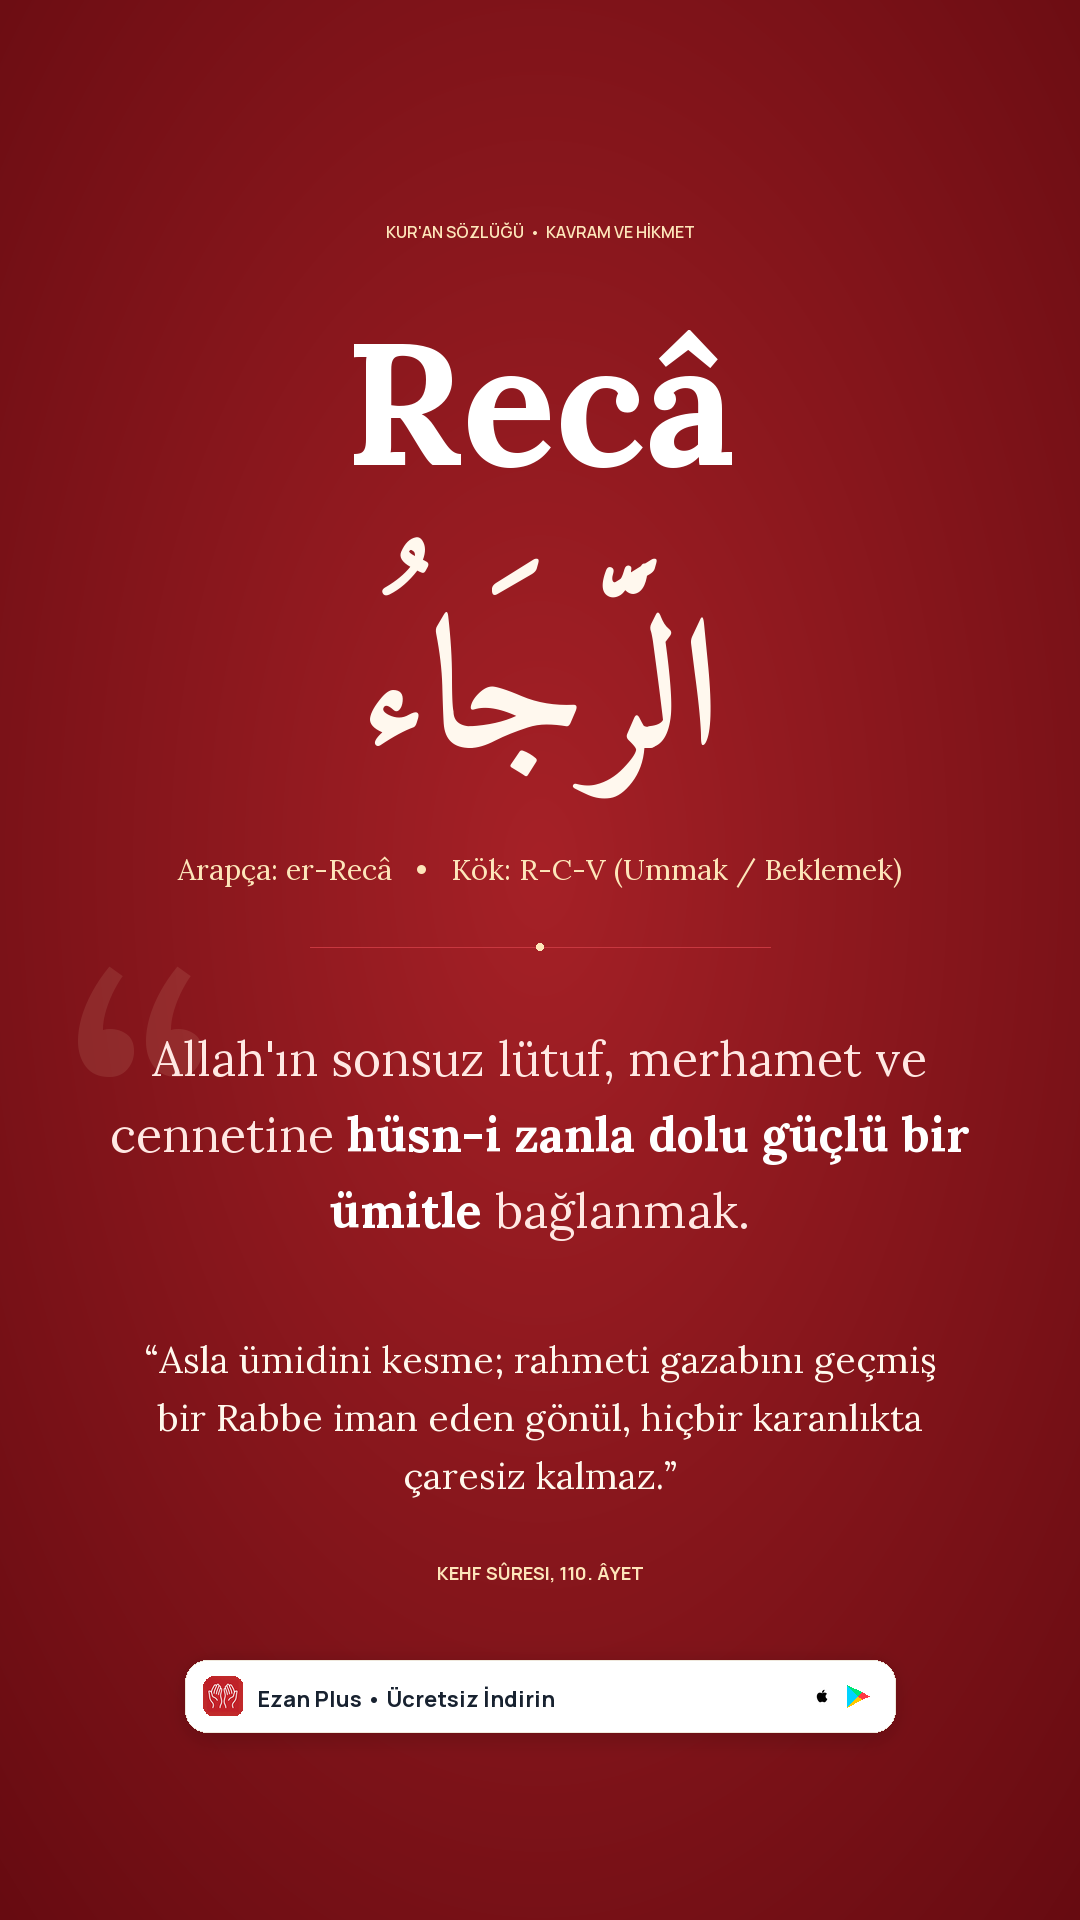 KUR'AN SÖZLÜĞÜ • KAVRAM VE HİKMET
Recâ
الرَّجَاءُ
Arapça: er-Recâ • Kök: R-C-V (Ummak / Beklemek)
“
Allah'ın sonsuz lütuf, merhamet ve
cennetine hüsn-i zanla dolu güçlü bir
ümitle bağlanmak.
“Asla ümidini kesme; rahmeti gazabını geçmiş
bir Rabbe iman eden gönül, hiçbir karanlıkta
çaresiz kalmaz.”
KEHF SÛRESI, 110. ÂYET
Ezan Plus • Ücretsiz İndirin